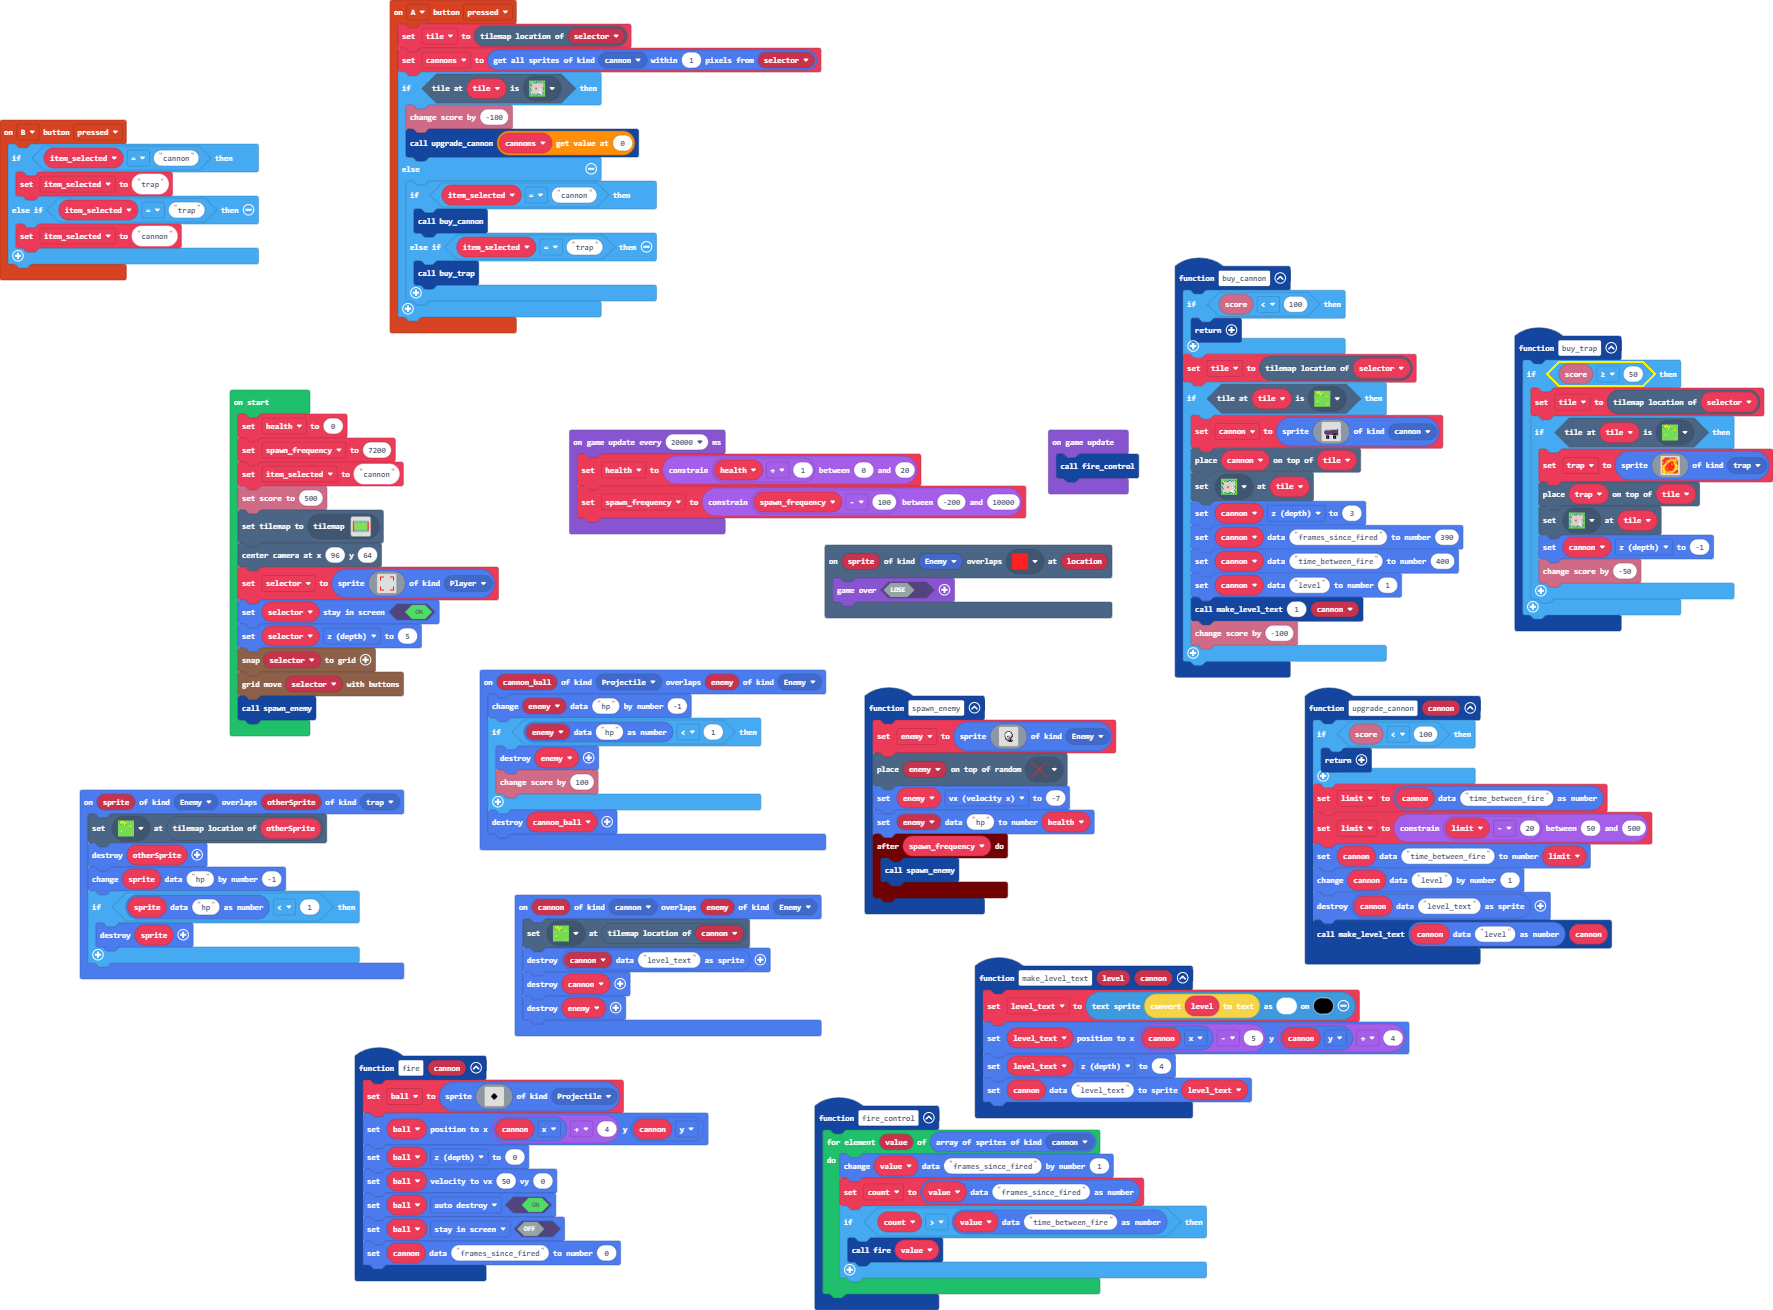 on A button pressed
set tile to tilemap location of selector
set cannons to get all sprites of kind cannon within 1 pixels from selector
if tile at tile is then
change score by -100
call upgrade_cannon cannons get value at 0
else
if item_selected = "cannon" then
call buy_cannon
else if item_selected = "trap" then
call buy_trap
on B button pressed
if item_selected = "cannon" then
set item_selected to "trap"
else if item_selected = "trap" then
set item_selected to "cannon"
function buy_cannon
if score < 100 then
return
set tile to tilemap location of selector
if tile at tile is then
set cannon to sprite of kind cannon
place cannon on top of tile
set at tile
set cannon z (depth) to 3
set cannon data "frames_since_fired" to number 390
set cannon data "time_between_fire" to number 400
set cannon data "level" to number 1
call make_level_text 1 cannon
change score by -100
function buy_trap
if score ≥ 50 then
set tile to tilemap location of selector
if tile at tile is then
set trap to sprite of kind trap
place trap on top of tile
set at tile
set cannon z (depth) to -1
change score by -50
on start
set health to 0
set spawn_frequency to 7200
set item_selected to "cannon"
set score to 500
set tilemap to tilemap
center camera at x 96 y 64
set selector to sprite of kind Player
set selector stay in screen ON
set selector z (depth) to 5
snap selector to grid
grid move selector with buttons
call spawn_enemy
on game update every 20000 ms
set health to constrain health + 1 between 0 and 20
set spawn_frequency to constrain spawn_frequency - 100 between -200 and 10000
on game update
call fire_control
on sprite of kind Enemy overlaps at location
game over LOSE
on cannon_ball of kind Projectile overlaps enemy of kind Enemy
change enemy data "hp" by number -1
if enemy data "hp" as number < 1 then
destroy enemy
change score by 100
destroy cannon_ball
function spawn_enemy
set enemy to sprite of kind Enemy
place enemy on top of random
set enemy vx (velocity x) to -7
set enemy data "hp" to number health
after spawn_frequency do
call spawn_enemy
function upgrade_cannon cannon
if score < 100 then
return
set limit to cannon data "time_between_fire" as number
set limit to constrain limit - 20 between 50 and 500
set cannon data "time_between_fire" to number limit
change cannon data "level" by number 1
destroy cannon data "level_text" as sprite
call make_level_text cannon data "level" as number cannon
on sprite of kind Enemy overlaps otherSprite of kind trap
set at tilemap location of otherSprite
destroy otherSprite
change sprite data "hp" by number -1
if sprite data "hp" as number < 1 then
destroy sprite
on cannon of kind cannon overlaps enemy of kind Enemy
set at tilemap location of cannon
destroy cannon data "level_text" as sprite
destroy cannon
destroy enemy
function make_level_text level cannon
set level_text to text sprite convert level to text as on
set level_text position to x cannon x - 5 y cannon y + 4
set level_text z (depth) to 4
set cannon data "level_text" to sprite level_text
function fire cannon
set ball to sprite of kind Projectile
set ball position to x cannon x + 4 y cannon y
set ball z (depth) to 0
set ball velocity to vx 50 vy 0
set ball auto destroy ON
set ball stay in screen OFF
set cannon data "frames_since_fired" to number 0
function fire_control
for element value of array of sprites of kind cannon
do
change value data "frames_since_fired" by number 1
set count to value data "frames_since_fired" as number
if count > value data "time_between_fire" as number then
call fire value